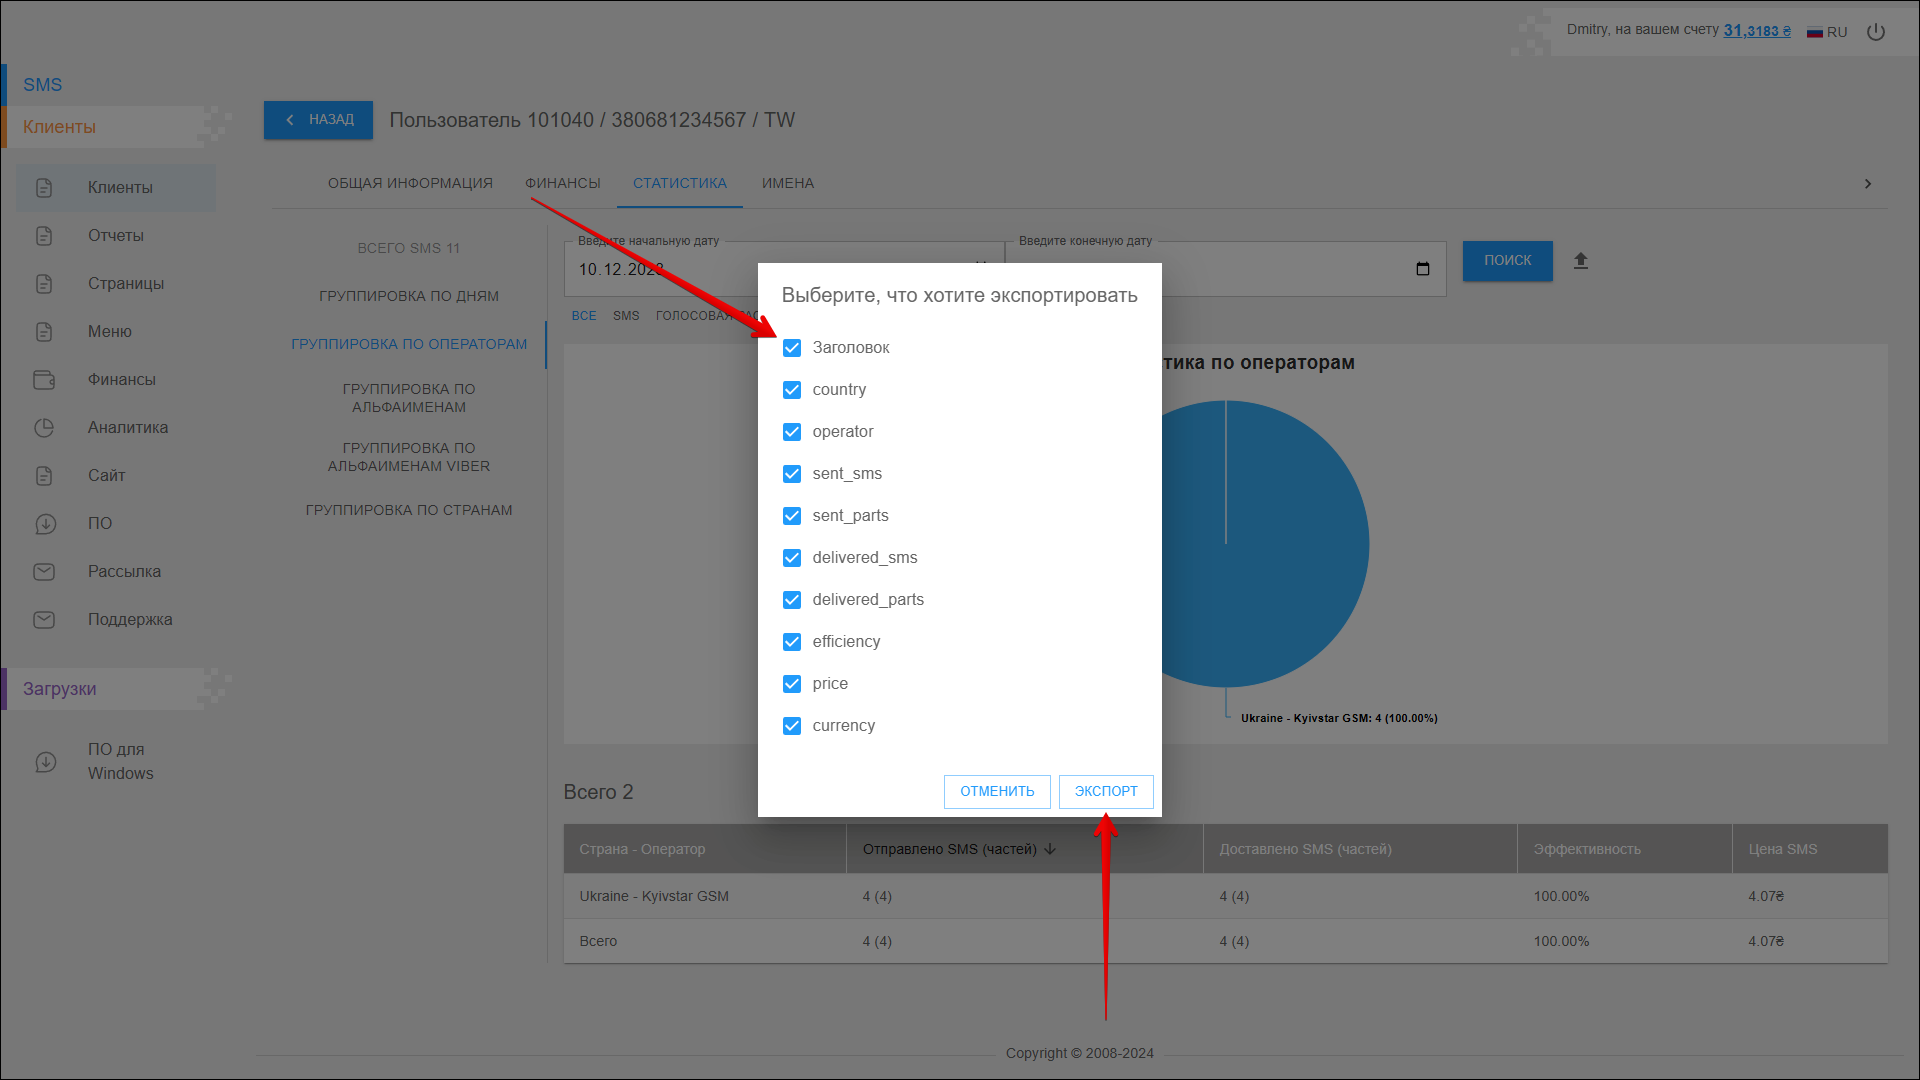 Dmitry, на вашем счету 31,3183 ₴ RU
SMS
Клиенты
Клиенты
Отчеты
Страницы
Меню
Финансы
Аналитика
Сайт
ПО
Рассылка
Поддержка
Загрузки
ПО для
Windows
НАЗАД
Пользователь 101040 / 380681234567 / TW
ОБЩАЯ ИНФОРМАЦИЯ ФИНАНСЫ СТАТИСТИКА ИМЕНА
ВСЕГО SMS 11
ГРУППИРОВКА ПО ДНЯМ
ГРУППИРОВКА ПО ОПЕРАТОРАМ
ГРУППИРОВКА ПО
АЛЬФАИМЕНАМ
ГРУППИРОВКА ПО
АЛЬФАИМЕНАМ VIBER
ГРУППИРОВКА ПО СТРАНАМ
Введите начальную дату
10.12.2023
Введите конечную дату
ПОИСК
ВСЕ SMS ГОЛОСОВАЯ
тика по операторам
Ukraine - Kyivstar GSM: 4 (100.00%)
Выберите, что хотите экспортировать
Заголовок
country
operator
sent_sms
sent_parts
delivered_sms
delivered_parts
efficiency
price
currency
ОТМЕНИТЬ ЭКСПОРТ
Всего 2
Страна - Оператор Отправлено SMS (частей) Доставлено SMS (частей) Эффективность Цена SMS
Ukraine - Kyivstar GSM 4 (4) 4 (4) 100.00% 4.07₴
Всего 4 (4) 4 (4) 100.00% 4.07₴
Copyright © 2008-2024